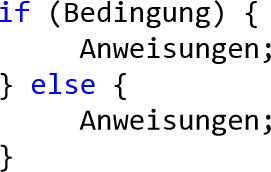 if (Bedingung) {
     Anweisungen;
} else {
     Anweisungen;
}